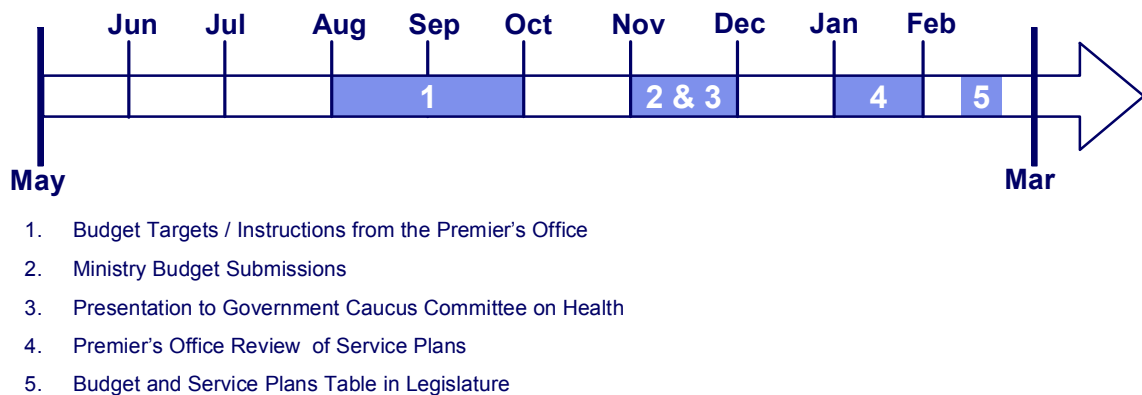 Jun Jul Aug Sep Oct Nov Dec Jan Feb
1 2 & 3 4 5
May Mar
1. Budget Targets / Instructions from the Premier's Office
2. Ministry Budget Submissions
3. Presentation to Government Caucus Committee on Health
4. Premier's Office Review of Service Plans
5. Budget and Service Plans Table in Legislature